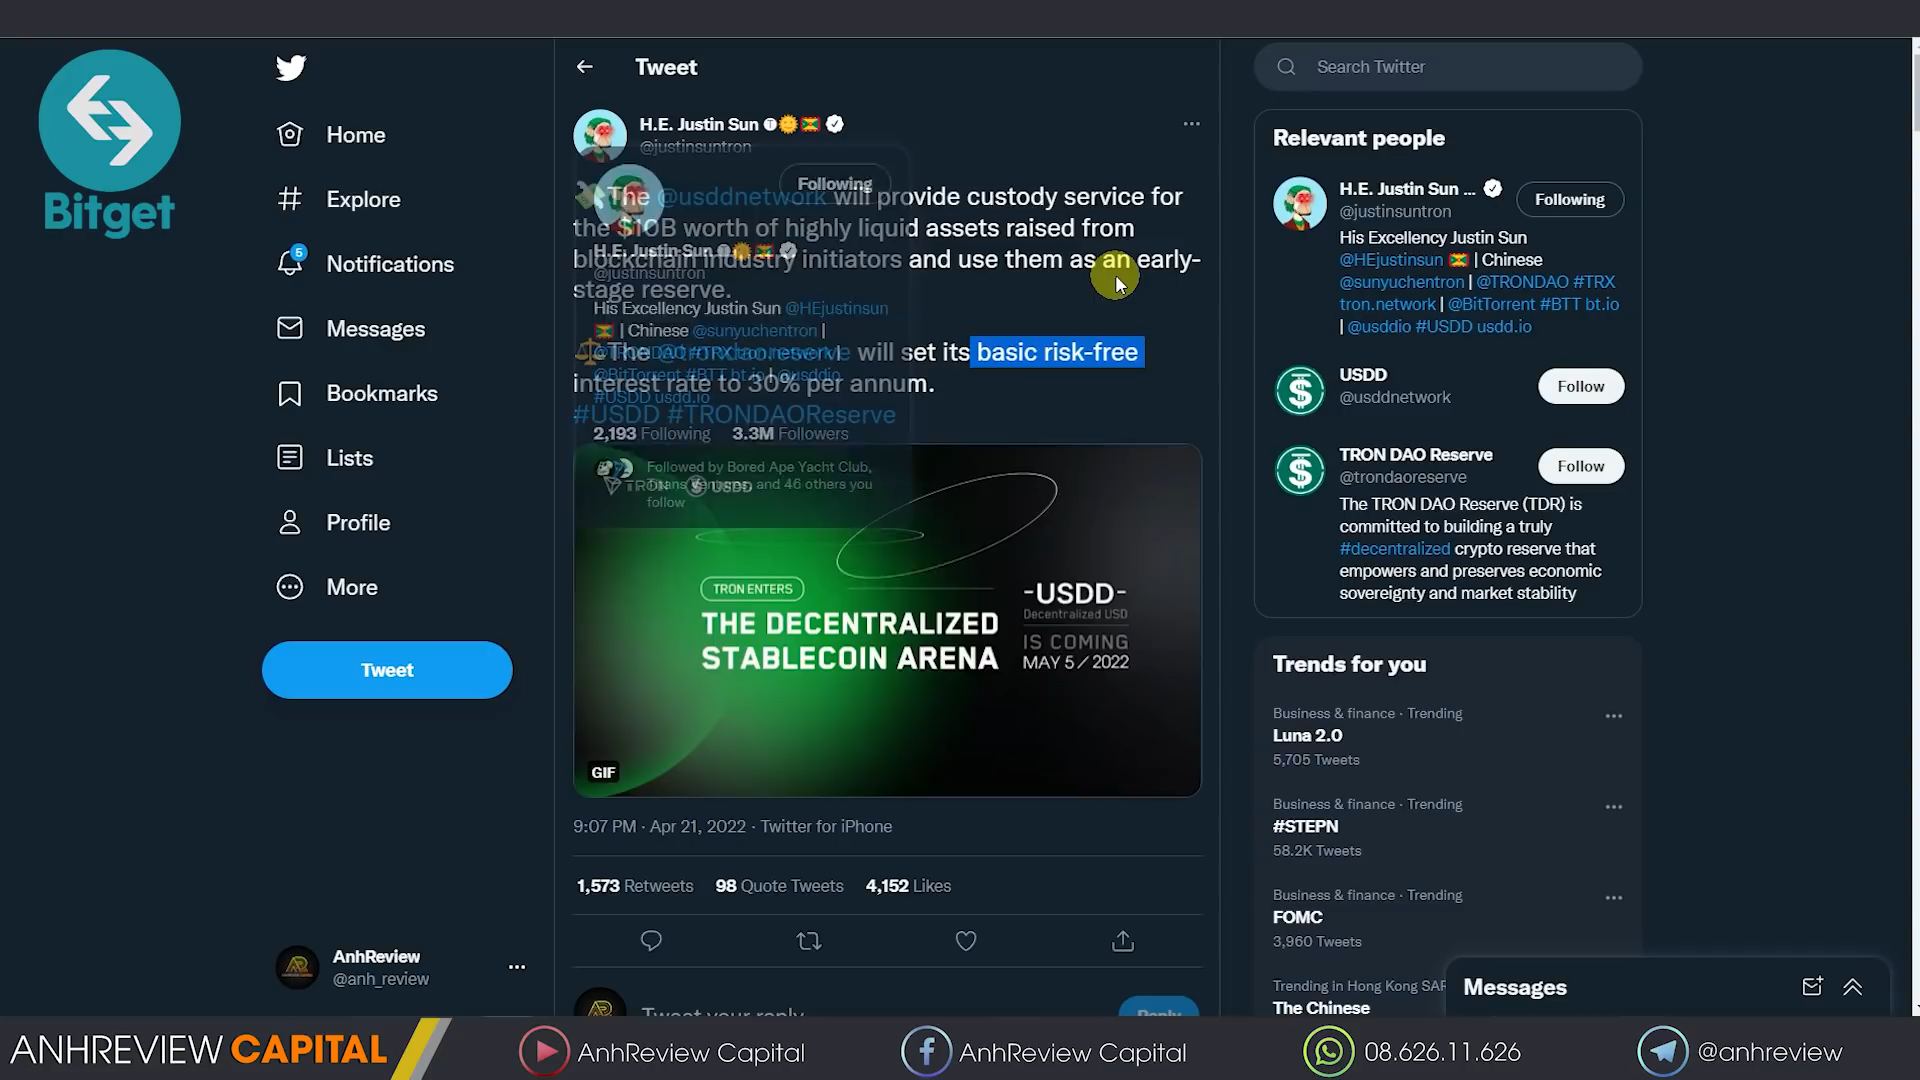 Bitget
Home
Explore
5
Notifications
Messages
Bookmarks
Lists
Profile
More
Tweet
AnhReview
@anh_review
Tweet
H.E. Justin Sun
@justinsuntron
The @usddnetwork will provide custody service for
the $10B worth of highly liquid assets raised from
blockchain industry initiators and use them as an early-
stage reserve.
The @trondaoreserve will set its basic risk-free
interest rate to 30% per annum.
#USDD #TRONDAOReserve
Following
H.E. Justin Sun
@justinsuntron
His Excellency Justin Sun @HEjustinsun
| Chinese @sunyuchentron |
@TRONDAO #TRX tron.network |
@BitTorrent #BTT bt.io | @usddio
#USDD usdd.io
2,193 Following 3.3M Followers
Followed by Bored Ape Yacht Club,
Titans Ventures, and 46 others you
follow
TRON USDD
TRON ENTERS
THE DECENTRALIZED
STABLECOIN ARENA
-USDD-
Decentralized USD
IS COMING
MAY 5/2022
GIF
9:07 PM · Apr 21, 2022 · Twitter for iPhone
1,573 Retweets 98 Quote Tweets 4,152 Likes
Tweet your reply
Reply
Search Twitter
Relevant people
H.E. Justin Sun ...
@justinsuntron
Following
His Excellency Justin Sun
@HEjustinsun | Chinese
@sunyuchentron | @TRONDAO #TRX
tron.network | @BitTorrent #BTT bt.io
| @usddio #USDD usdd.io
USDD
@usddnetwork
Follow
TRON DAO Reserve
@trondaoreserve
Follow
The TRON DAO Reserve (TDR) is
committed to building a truly
#decentralized crypto reserve that
empowers and preserves economic
sovereignty and market stability
Trends for you
Business & finance · Trending
Luna 2.0
5,705 Tweets
Business & finance · Trending
#STEPN
58.2K Tweets
Business & finance · Trending
FOMC
3,960 Tweets
Trending in Hong Kong SAR
The Chinese
Messages
ANHREVIEW CAPITAL
AnhReview Capital
AnhReview Capital
08.626.11.626
@anhreview